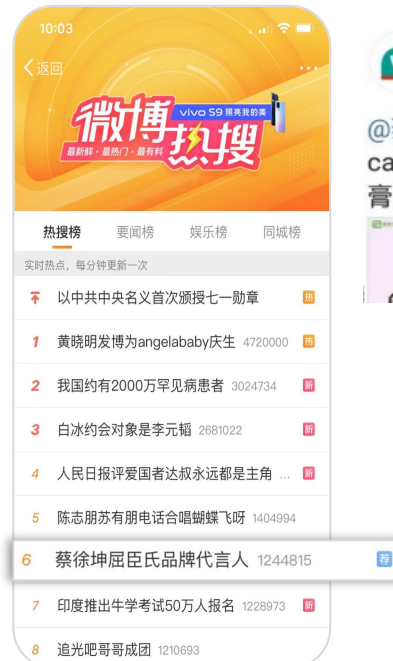 10:03
返回
微博
热搜
vivo S9 照亮我的美
最新鲜·最热门·最有料
热搜榜 要闻榜 娱乐榜 同城榜
实时热点，每分钟更新一次
以中共中央名义首次颁授七一勋章 热
1 黄晓明发博为angelababy庆生 4720000 热
2 我国约有2000万罕见病患者 3024734 新
3 白冰约会对象是李元韬 2681022 新
4 人民日报评爱国者达叔永远都是主角 ... 新
5 陈志朋苏有朋电话合唱蝴蝶飞呀 1404994
6 蔡徐坤屈臣氏品牌代言人 1244815 荐
7 印度推出牛学考试50万人报名 1228973 新
8 追光吧哥哥成团 1210693
@
ca
膏